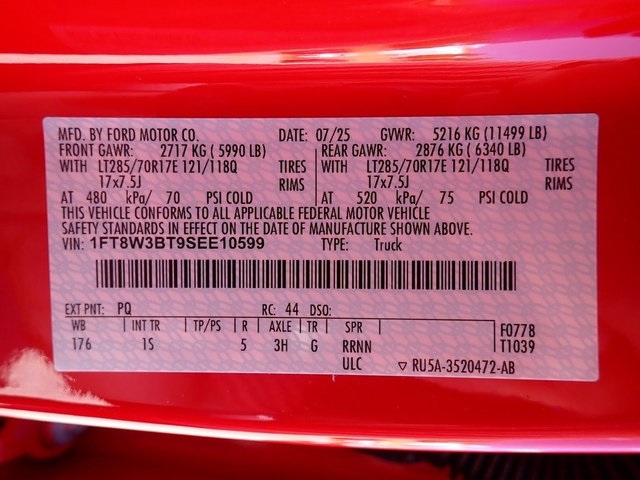 MFD. BY FORD MOTOR CO. DATE: 07/25 GVWR: 5216 KG (11499 LB)
FRONT GAWR: 2717 KG ( 5990 LB) REAR GAWR: 2876 KG ( 6340 LB)
WITH LT285/70R17E 121/118Q TIRES WITH LT285/70R17E 121/118Q TIRES
17x7.5J RIMS 17x7.5J RIMS
AT 480 kPa/ 70 PSI COLD AT 520 kPa/ 75 PSI COLD
THIS VEHICLE CONFORMS TO ALL APPLICABLE FEDERAL MOTOR VEHICLE
SAFETY STANDARDS IN EFFECT ON THE DATE OF MANUFACTURE SHOWN ABOVE.
VIN: 1FT8W3BT9SEE10599 TYPE: Truck
EXT PNT: PQ RC: 44 DSO:
WB INT TR TP/PS R AXLE TR SPR F0778
176 1S 5 3H G RRNN T1039
ULC ▽ RU5A-3520472-AB